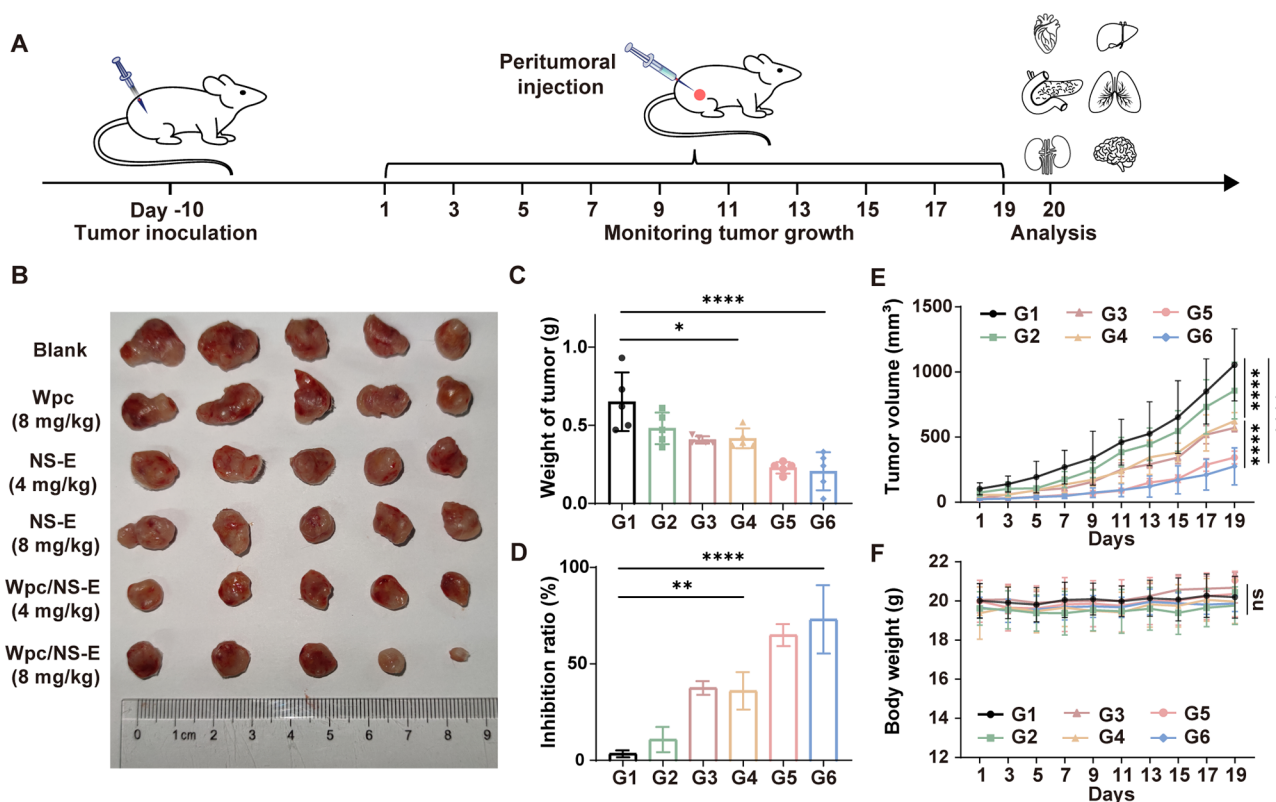 A
Peritumoral
injection
Day -10
Tumor inoculation
1 3 5 7 9 11 13 15 17 19 20
Monitoring tumor growth
Analysis
B
Blank
Wpc
(8 mg/kg)
NS-E
(4 mg/kg)
NS-E
(8 mg/kg)
Wpc/NS-E
(4 mg/kg)
Wpc/NS-E
(8 mg/kg)
0 1cm 2 3 4 5 6 7 8 9
C
Weight of tumor (g)
1.0
0.5
0.0
****
*
G1 G2 G3 G4 G5 G6
D
Inhibition ratio (%)
100
50
0
****
**
G1 G2 G3 G4 G5 G6
E
Tumor volume (mm³)
1500
1000
500
0
G1 G3 G5
G2 G4 G6
****
****
1 3 5 7 9 11 13 15 17 19
Days
F
Body weight (g)
22
20
18
16
14
12
ns
G1 G3 G5
G2 G4 G6
1 3 5 7 9 11 13 15 17 19
Days